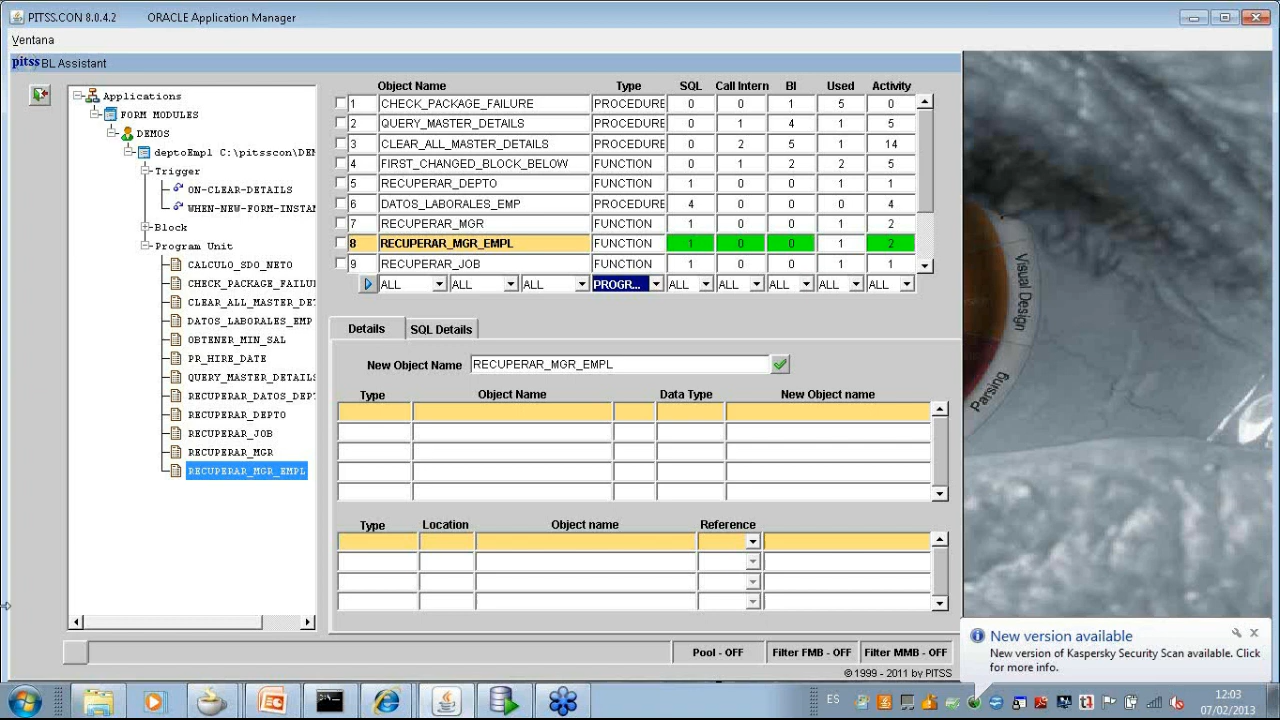 PITSS.CON 8.0.4.2 ORACLE Application Manager
Ventana
pitss BL Assistant
Applications
FORM MODULES
DEMOS
deptoEmpl C:\pitsscon\DEM
Trigger
ON-CLEAR-DETAILS
WHEN-NEW-FORM-INSTAN
Block
Program Unit
CALCULO_SDO_NETO
CHECK_PACKAGE_FAILU
CLEAR_ALL_MASTER_DE
DATOS_LABORALES_EMP
OBTENER_MIN_SAL
PR_HIRE_DATE
QUERY_MASTER_DETAILS
RECUPERAR_DATOS_DEP
RECUPERAR_DEPTO
RECUPERAR_JOB
RECUPERAR_MGR
RECUPERAR_MGR_EMPL
Object Name Type SQL Call Intern BI Used Activity
1 CHECK_PACKAGE_FAILURE PROCEDURE 0 0 1 5 0
2 QUERY_MASTER_DETAILS PROCEDURE 0 1 4 1 5
3 CLEAR_ALL_MASTER_DETAILS PROCEDURE 0 2 5 1 14
4 FIRST_CHANGED_BLOCK_BELOW FUNCTION 0 1 2 2 5
5 RECUPERAR_DEPTO FUNCTION 1 0 0 1 1
6 DATOS_LABORALES_EMP PROCEDURE 4 0 0 0 4
7 RECUPERAR_MGR FUNCTION 1 0 0 1 2
8 RECUPERAR_MGR_EMPL FUNCTION 1 0 0 1 2
9 RECUPERAR_JOB FUNCTION 1 0 0 1 1
ALL ALL ALL PROGR... ALL ALL ALL ALL ALL
Details SQL Details
New Object Name RECUPERAR_MGR_EMPL
Type Object Name Data Type New Object name
Type Location Object name Reference
Pool - OFF Filter FMB - OFF Filter MMB - OFF
© 1999 - 2011 by PITSS
Visual Design
Parsing
New version available
New version of Kaspersky Security Scan available. Click
for more info.
ES
12:03
07/02/2013